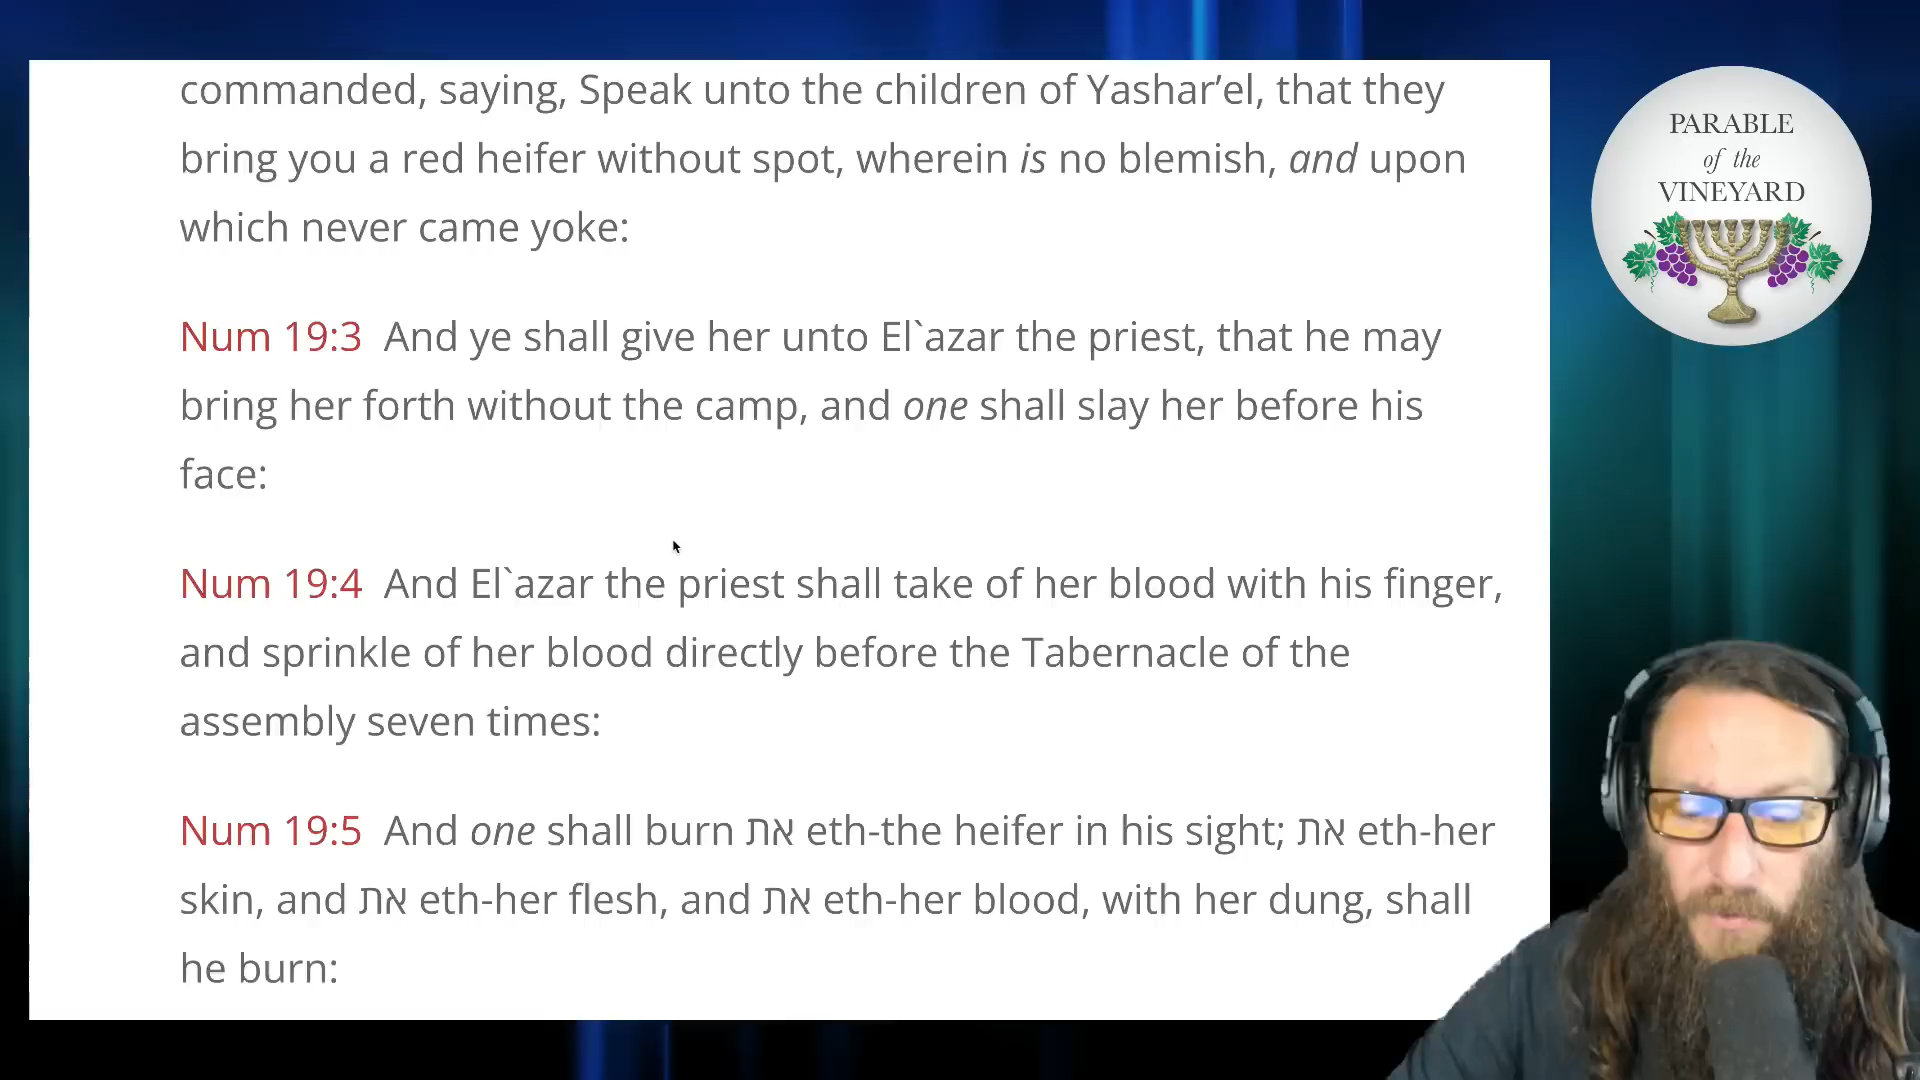 commanded, saying, Speak unto the children of Yashar’el, that they
bring you a red heifer without spot, wherein is no blemish, and upon
which never came yoke:
Num 19:3 And ye shall give her unto El`azar the priest, that he may
bring her forth without the camp, and one shall slay her before his
face:
Num 19:4 And El`azar the priest shall take of her blood with his finger,
and sprinkle of her blood directly before the Tabernacle of the
assembly seven times:
Num 19:5 And one shall burn את eth-the heifer in his sight; את eth-her
skin, and את eth-her flesh, and את eth-her blood, with her dung, shall
he burn:
PARABLE
of the
VINEYARD